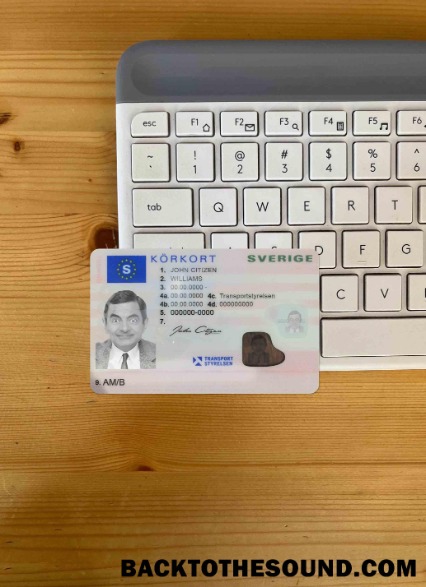 esc F1 F2 F3 F4 F5 F6
~ ! @ # $ % ^
1 2 3 4 5 6
tab Q W E R T
D F G
C V
S KÖRKORT SVERIGE
1. JOHN CITIZEN
2. WILLIAMS
3. 00.00.0000 -
4a. 00.00.0000 4c. Transportstyrelsen
4b. 00.00.0000 4d. 000000000
5. 000000-0000
7. John Citizen
TRANSPORT
STYRELSEN
9. AM/B
BACKTOTHESOUND.COM